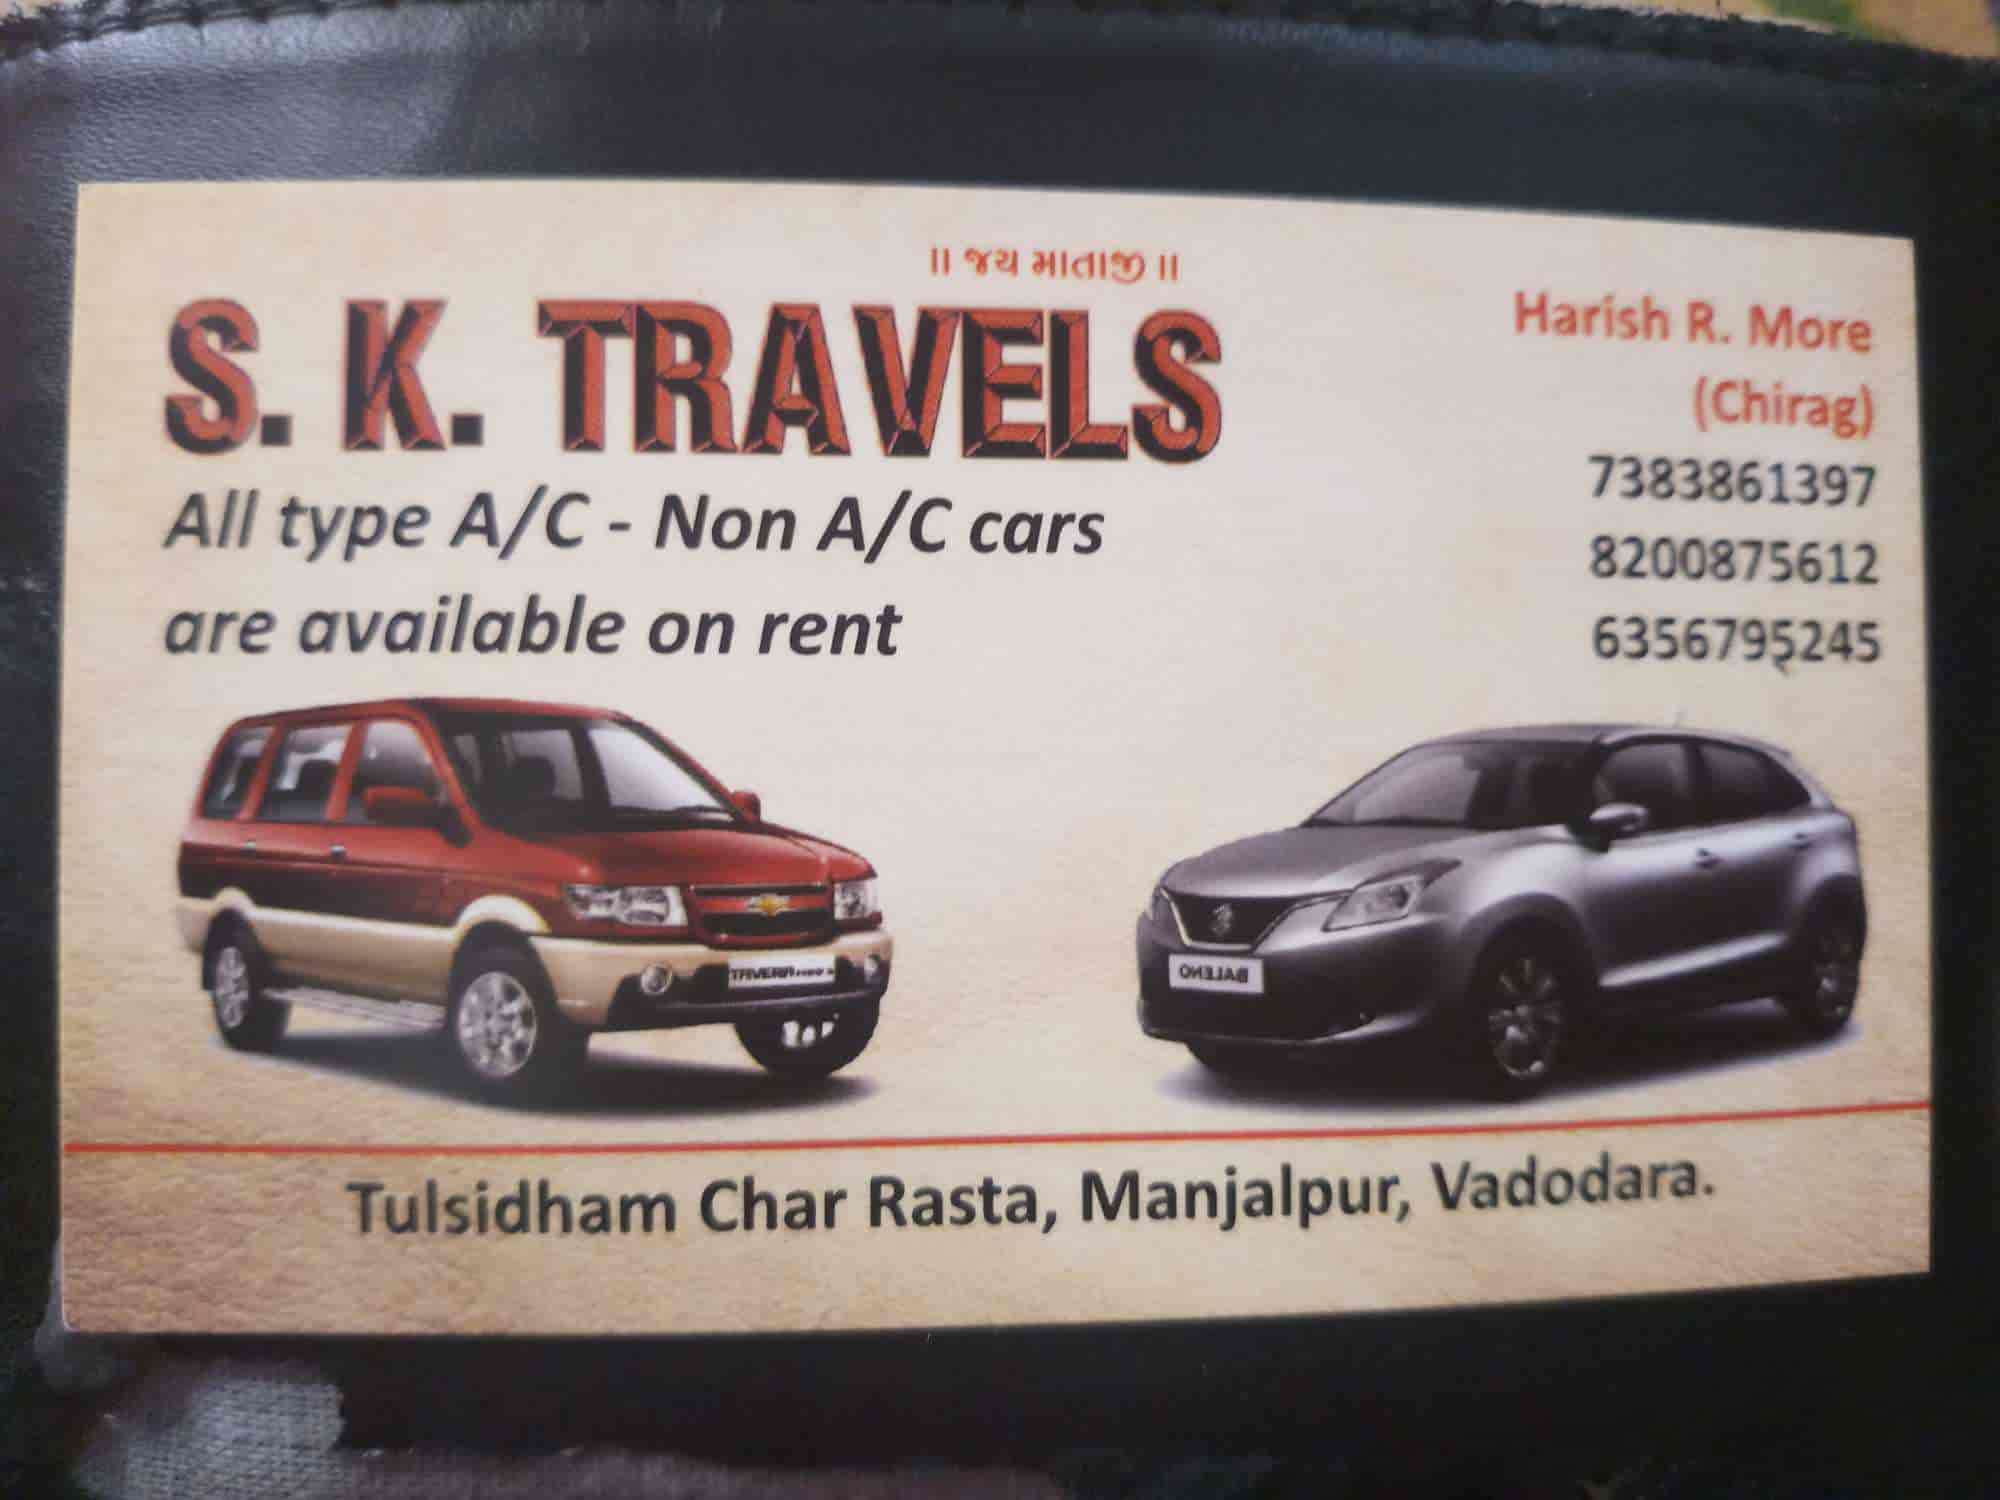 ॥ જય માતાજી ॥
S. K. TRAVELS
All type A/C - Non A/C cars
are available on rent
Harish R. More
(Chirag)
7383861397
8200875612
6356795245
TAVERA
BALENO
Tulsidham Char Rasta, Manjalpur, Vadodara.